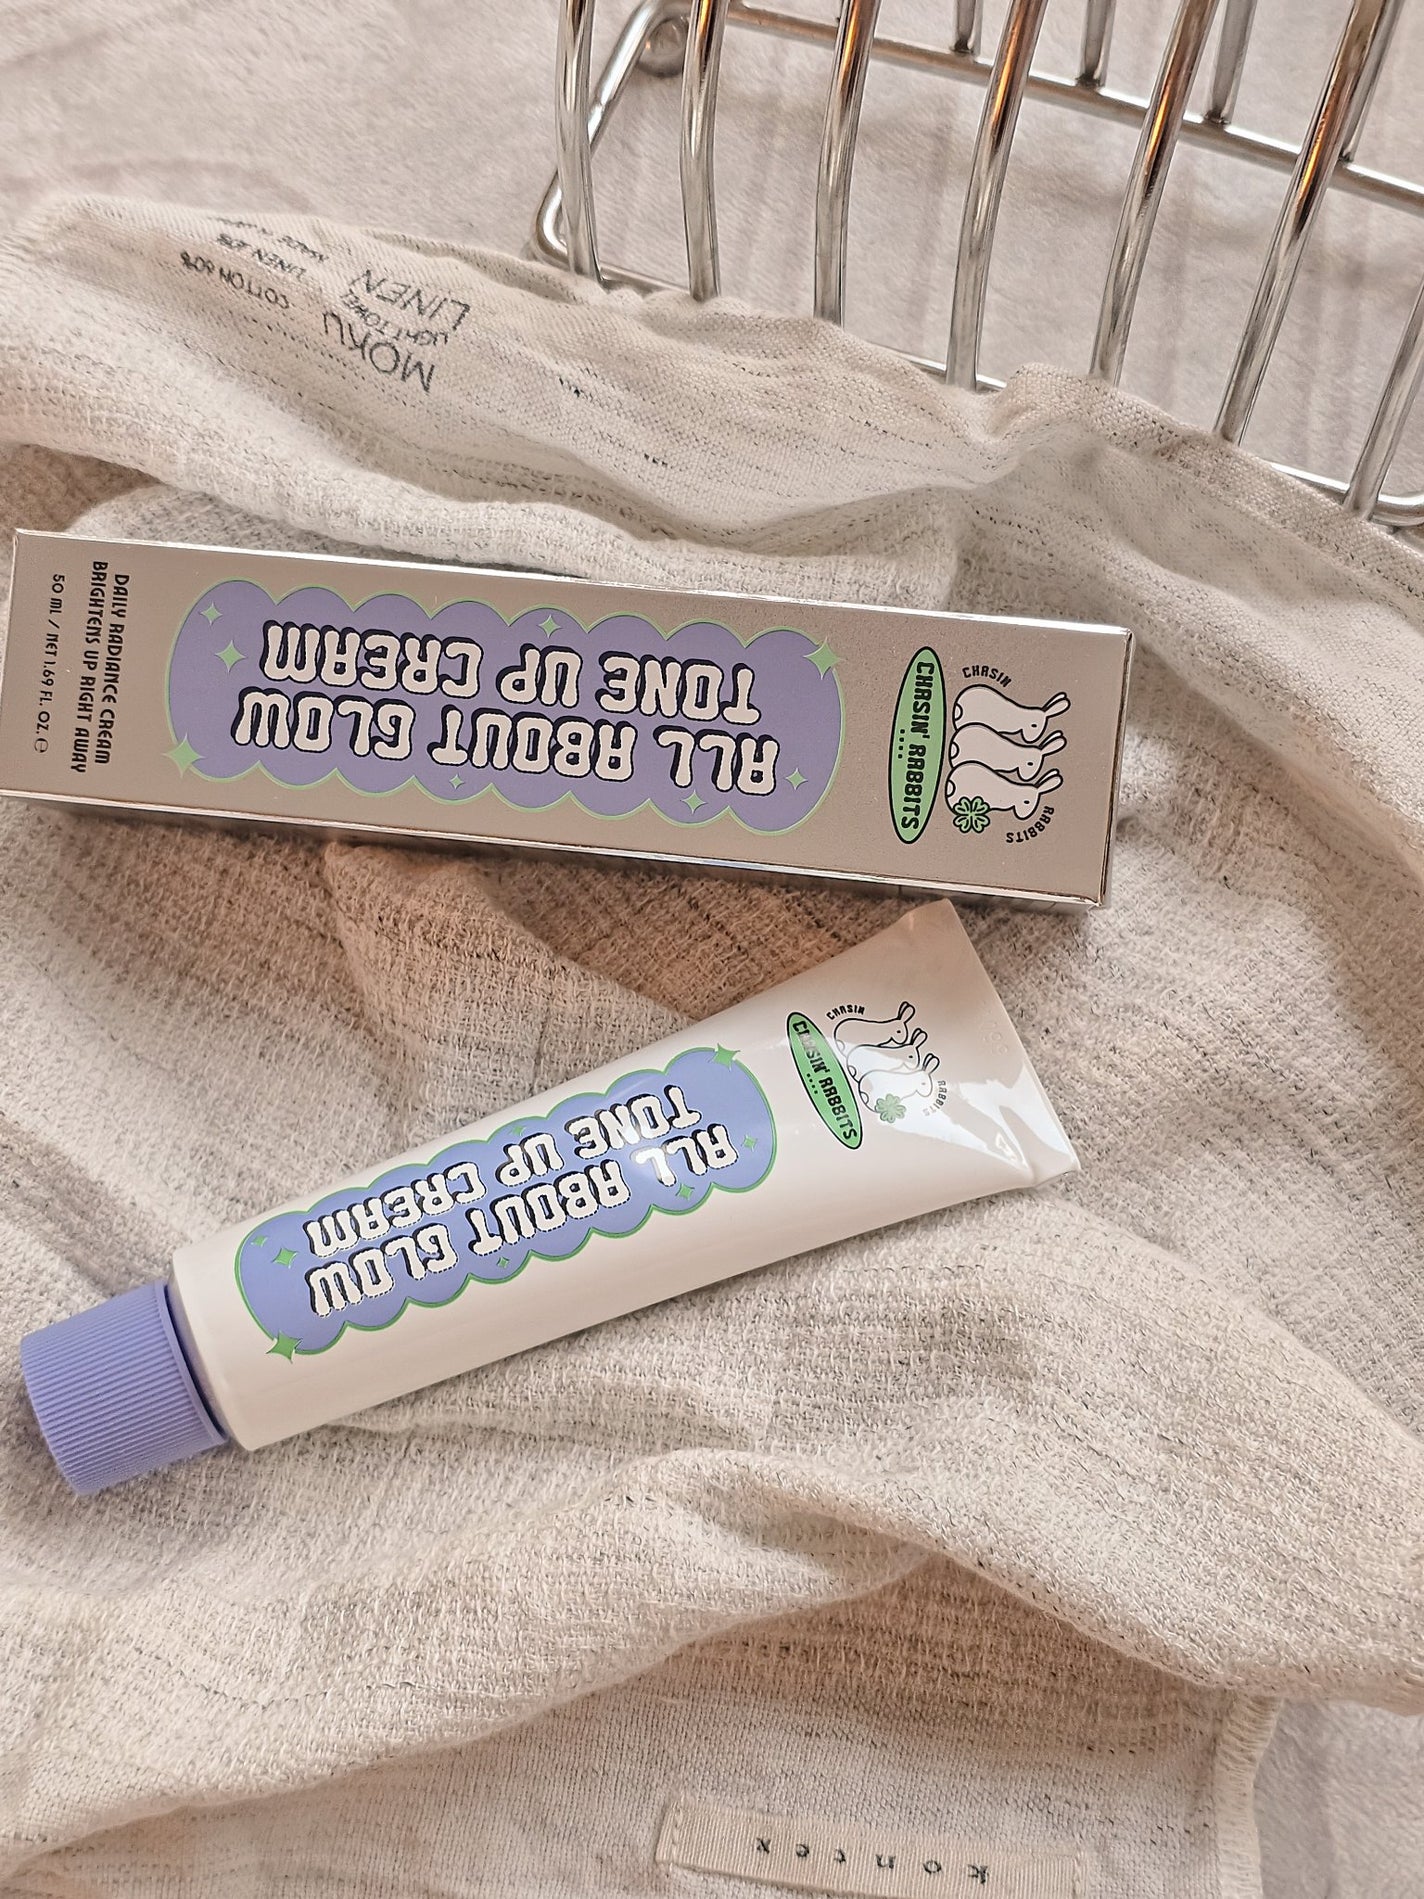 MOKU
LIGHT TOWEL
LINEN
COTTON 60%
CHASIN
RABBITS
CHASIN' RABBITS
ALL ABOUT GLOW
TONE UP CREAM
DAILY RADIANCE CREAM
BRIGHTENS UP RIGHT AWAY
50 ML / NET 1.69 FL. OZ. ℮
CHASIN
RABBITS
CHASIN' RABBITS
ALL ABOUT GLOW
TONE UP CREAM
kontex